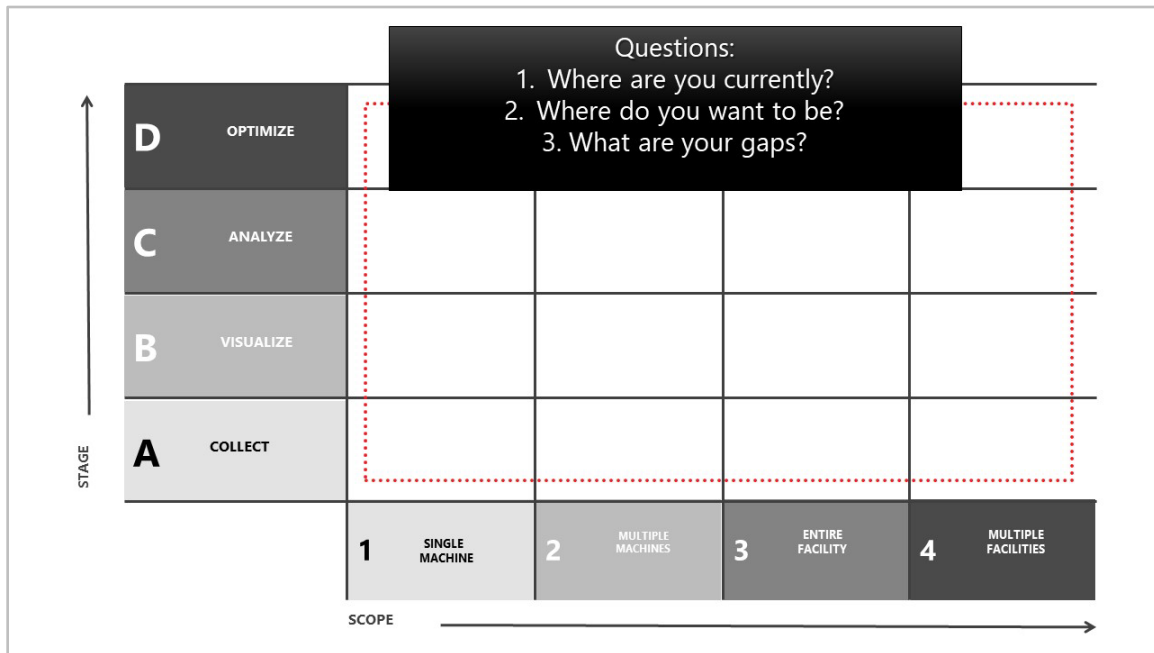 Questions:
1. Where are you currently?
2. Where do you want to be?
3. What are your gaps?
D OPTIMIZE
C ANALYZE
B VISUALIZE
A COLLECT
STAGE
1 SINGLE
MACHINE
2 MULTIPLE
MACHINES
3 ENTIRE
FACILITY
4 MULTIPLE
FACILITIES
SCOPE